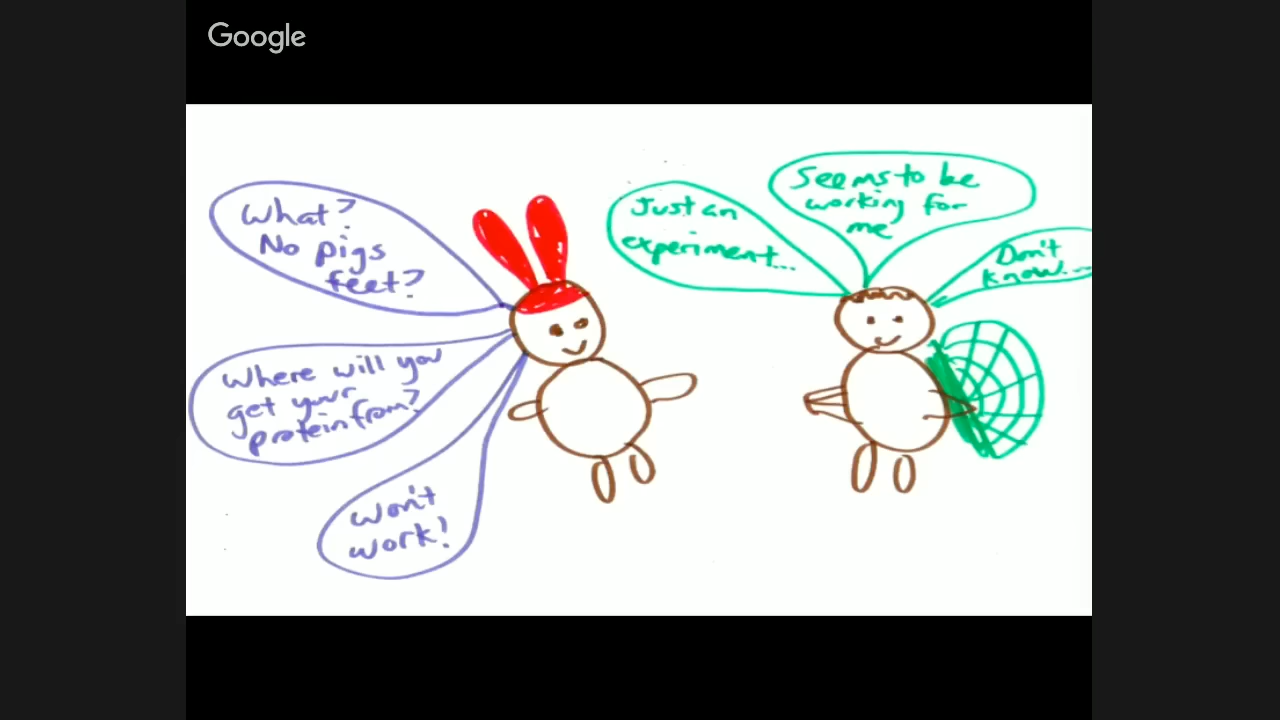 Google
What?
No pigs
feet?
Where will you
get your
protein from?
Won't
work!
Just an
experiment...
Seems to be
working for
me
Don't
know...